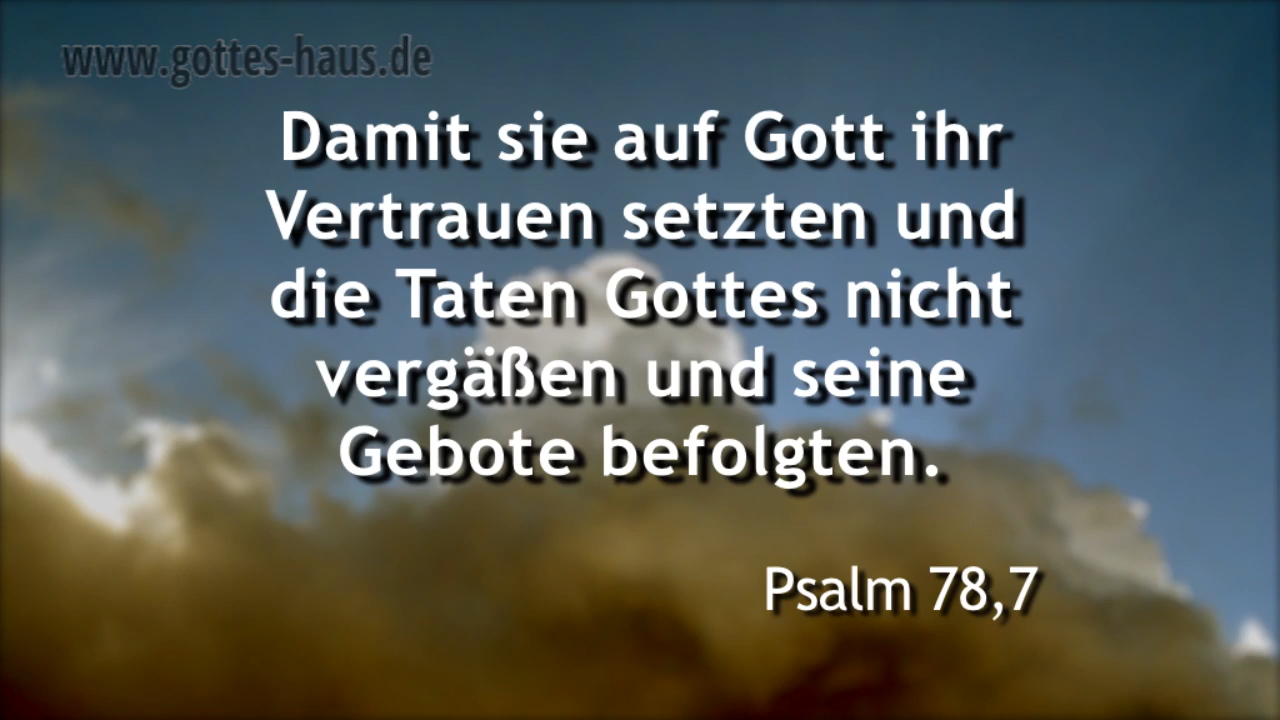 www.gottes-haus.de
Damit sie auf Gott ihr
Vertrauen setzten und
die Taten Gottes nicht
vergäßen und seine
Gebote befolgten.
Psalm 78,7